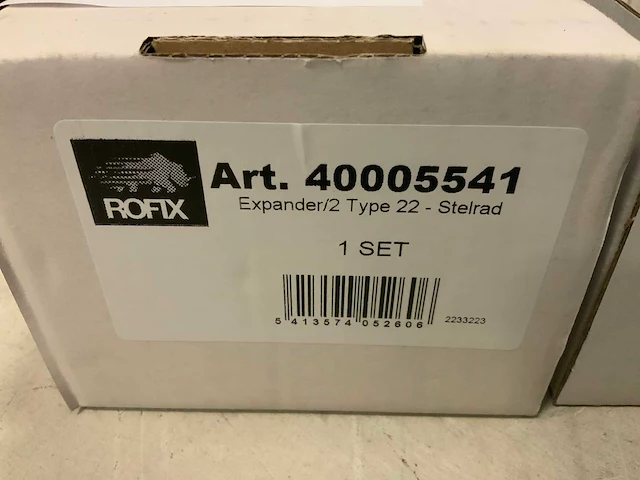 ROFIX
Art. 40005541
Expander/2 Type 22 - Stelrad
1 SET
5 413574 052606
2233223